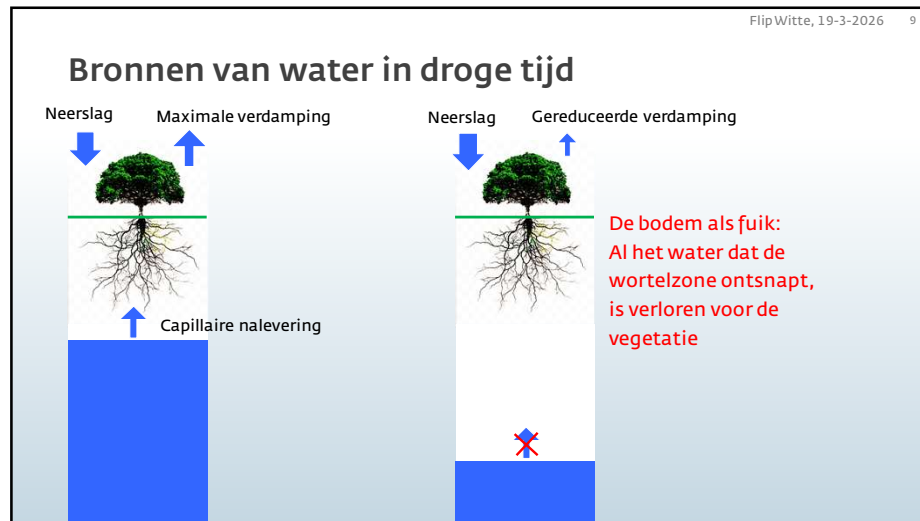 Flip Witte, 19-3-2026 9
Bronnen van water in droge tijd
Neerslag
Maximale verdamping
Capillaire nalevering
Neerslag
Gereduceerde verdamping
De bodem als fuik:
Al het water dat de
wortelzone ontsnapt,
is verloren voor de
vegetatie